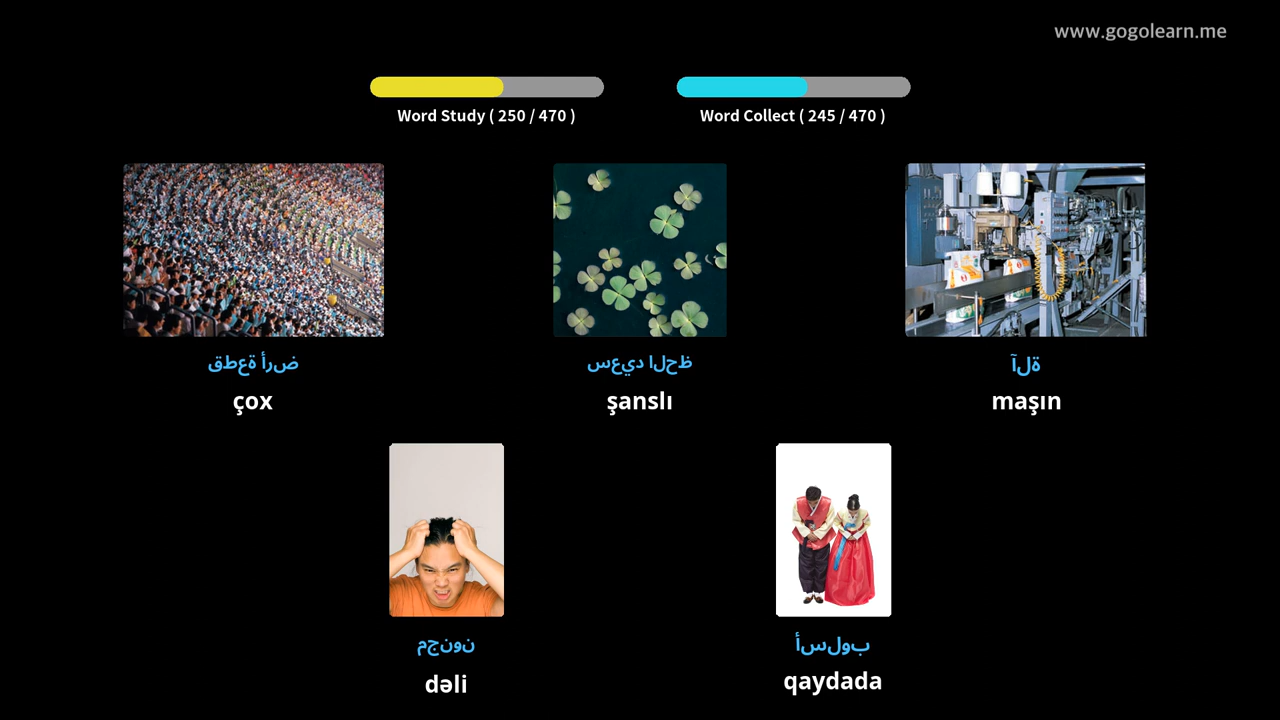 www.gogolearn.me
Word Study ( 250 / 470 )
Word Collect ( 245 / 470 )
قطعة أرض
çox
سعيد الحظ
şanslı
آلة
maşın
مجنون
dəli
أسلوب
qaydada